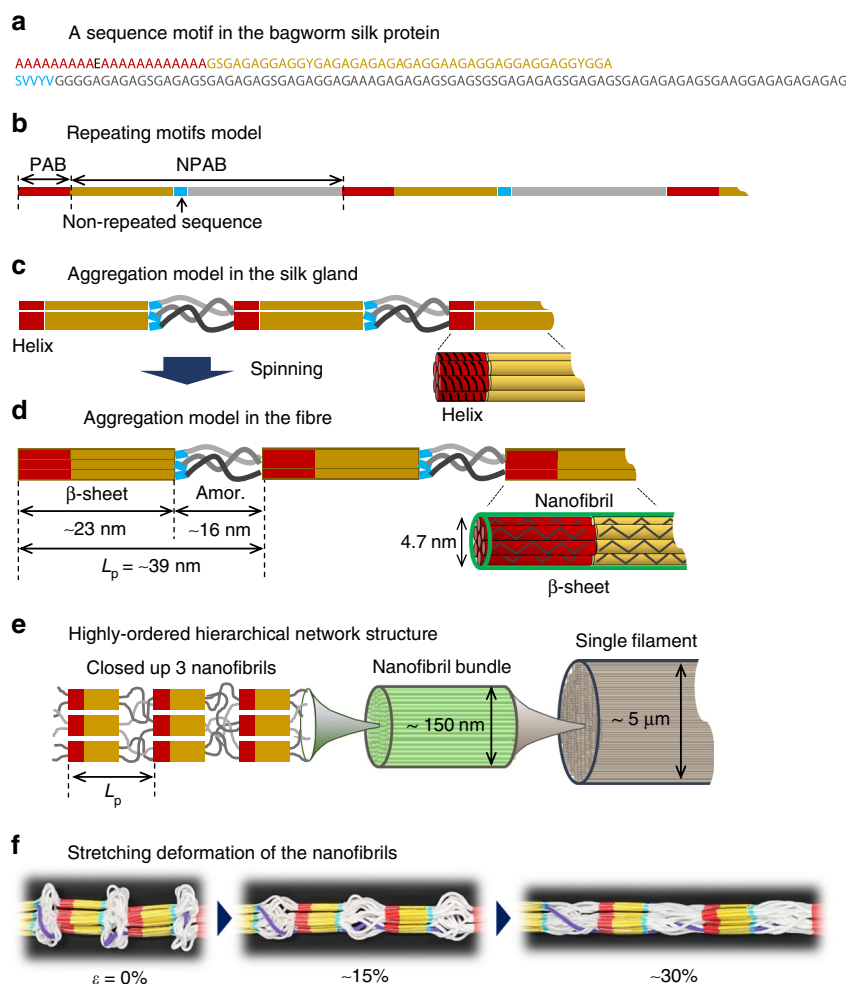 a
A sequence motif in the bagworm silk protein
AAAAAAAAAEAAAAAAAAAAAAGSGAGAGGAGGYGAGAGAGAGAGAGGAAGAGGAGGAGGAGGYGGA
SVVYVGGGGAGAGAGSGAGAGSGAGAGAGSGAGAGGAGAAAGAGAGSGAGSGSGAGAGAGSGAGAGSGAGAGAGAGSGAAGGAGAGAGAG
b
Repeating motifs model
PAB
NPAB
Non-repeated sequence
c
Aggregation model in the silk gland
Helix
Spinning
Helix
d
Aggregation model in the fibre
β-sheet
Amor.
~23 nm
~16 nm
Lp = ~39 nm
Nanofibril
4.7 nm
β-sheet
e
Highly-ordered hierarchical network structure
Closed up 3 nanofibrils
Nanofibril bundle
Single filament
~ 150 nm
~ 5 μm
Lp
f
Stretching deformation of the nanofibrils
ε = 0%
~15%
~30%